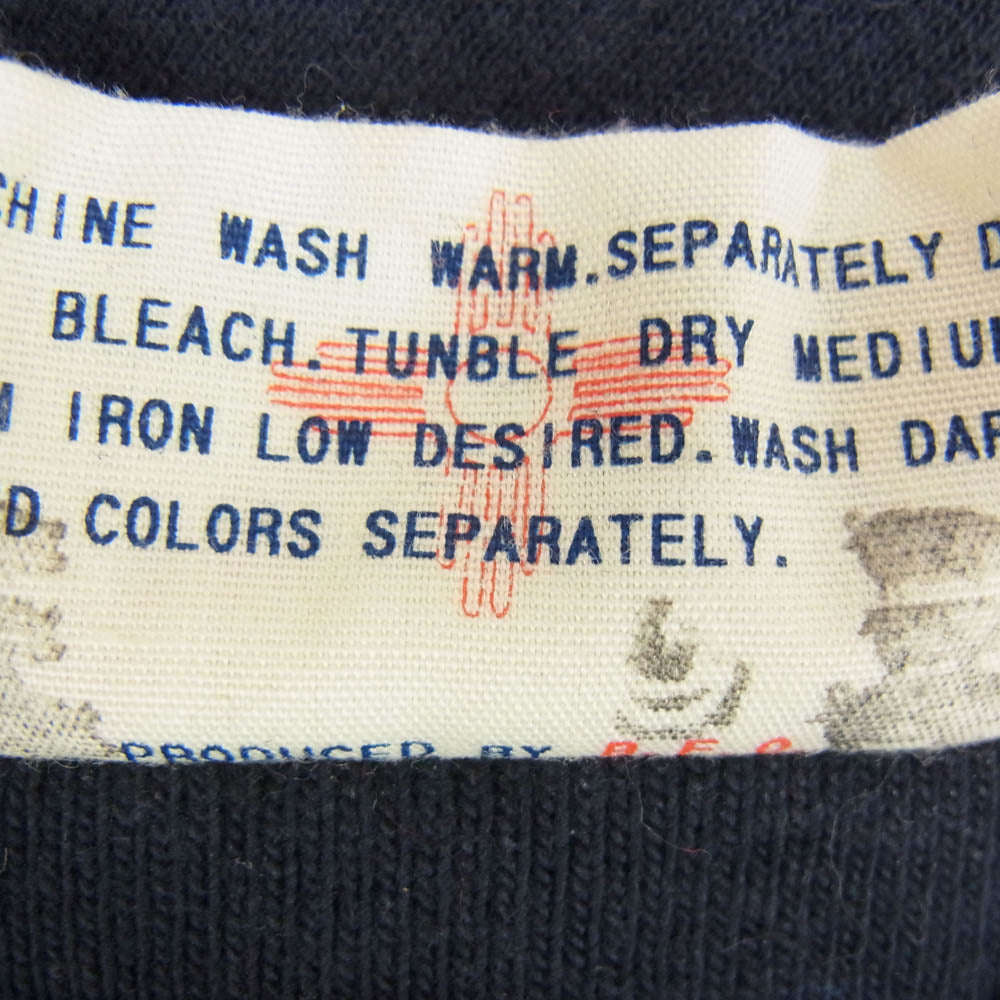 CHINE WASH WARM.SEPARATELY D
BLEACH.TUNBLE DRY MEDIU
M IRON LOW DESIRED.WASH DAR
D COLORS SEPARATELY.
PRODUCED BY